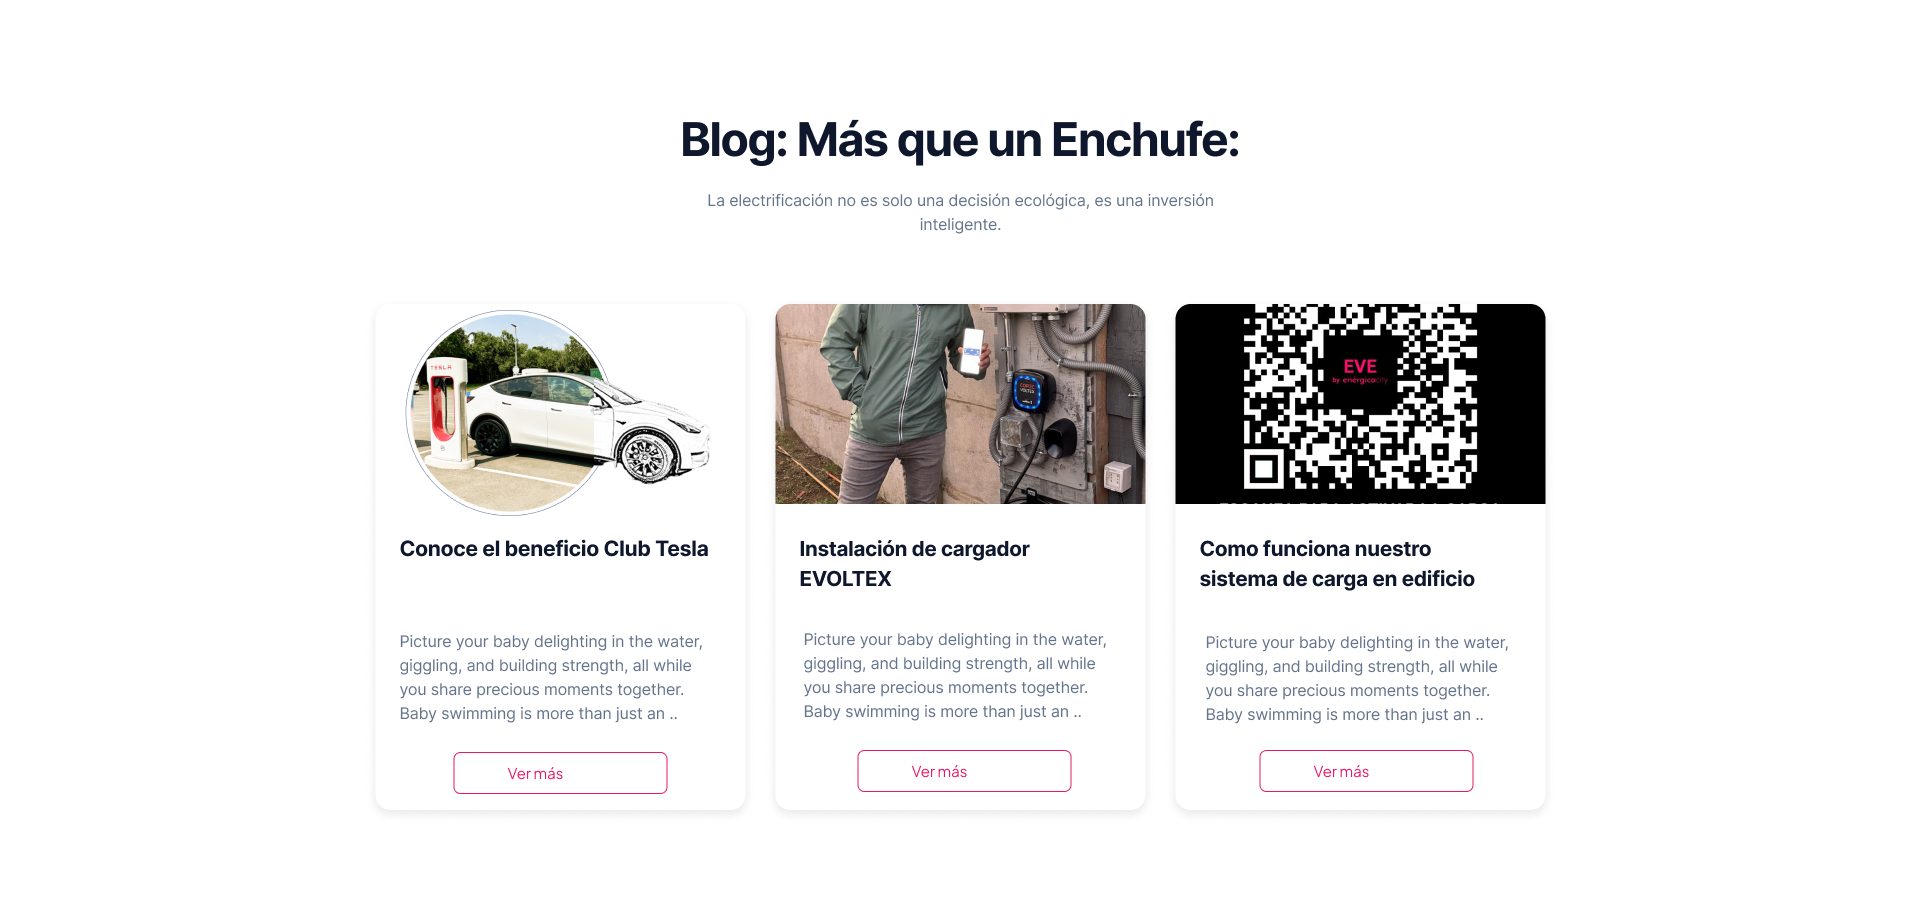 Blog: Más que un Enchufe:
La electrificación no es solo una decisión ecológica, es una inversión
inteligente.
TESLA
COPEC
VOLTEX
EVE
by enérgicacity
Conoce el beneficio Club Tesla
Instalación de cargador
EVOLTEX
Como funciona nuestro
sistema de carga en edificio
Picture your baby delighting in the water,
giggling, and building strength, all while
you share precious moments together.
Baby swimming is more than just an ..
Picture your baby delighting in the water,
giggling, and building strength, all while
you share precious moments together.
Baby swimming is more than just an ..
Picture your baby delighting in the water,
giggling, and building strength, all while
you share precious moments together.
Baby swimming is more than just an ..
Ver más
Ver más
Ver más